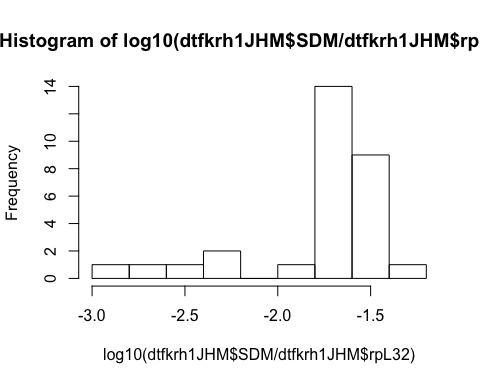 Histogram of log10(dtfkrh1JHM$SDM/dtfkrh1JHM$rp
Frequency
14
10
8
6
4
2
0
-3.0 -2.5 -2.0 -1.5
log10(dtfkrh1JHM$SDM/dtfkrh1JHM$rpL32)